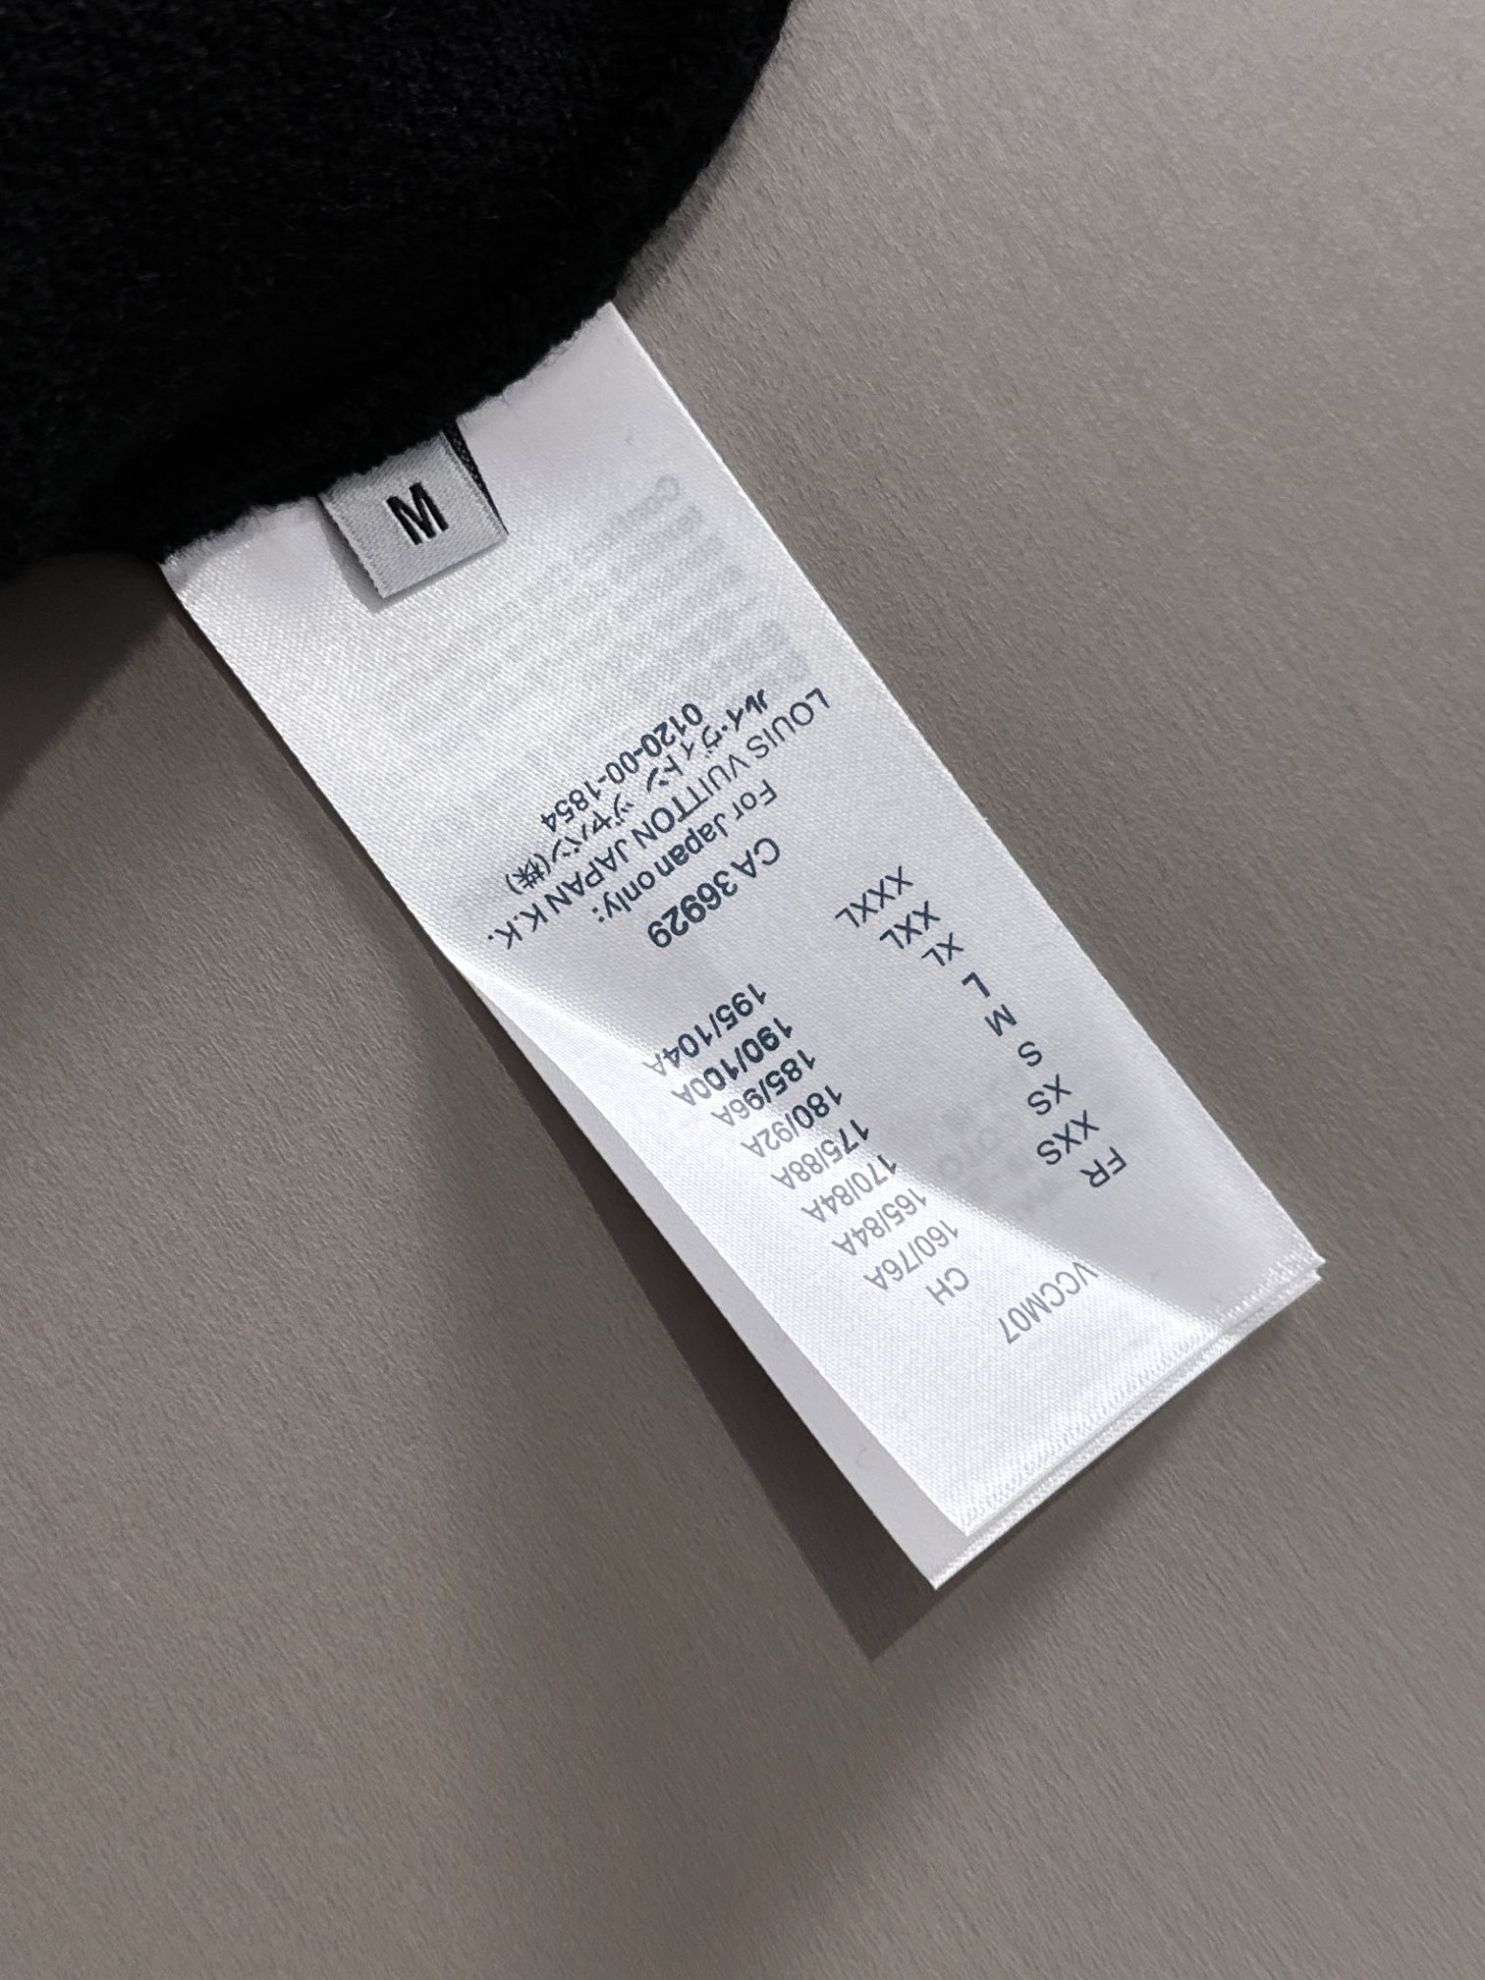 M
VCCM07
FR CH
XXS 160/76A
XS 165/84A
S 170/84A
M 175/88A
L 180/92A
XL 185/96A
XXL 190/100A
XXXL 195/104A
CA 36929
For Japan only:
LOUIS VUITTON JAPAN K.K.
ルイ・ヴィトン ヅャパン(株)
0120-00-1854